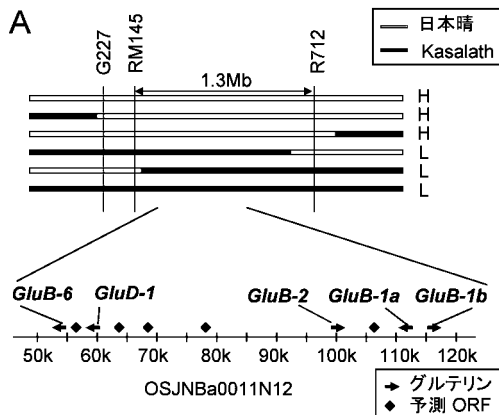 A
G227
RM145
R712
日本晴
Kasalath
1.3Mb
H
H
H
L
L
L
GluB-6
GluD-1
GluB-2
GluB-1a
GluB-1b
50k 60k 70k 80k 90k 100k 110k 120k
OSJNBa0011N12
グルテリン
予測 ORF